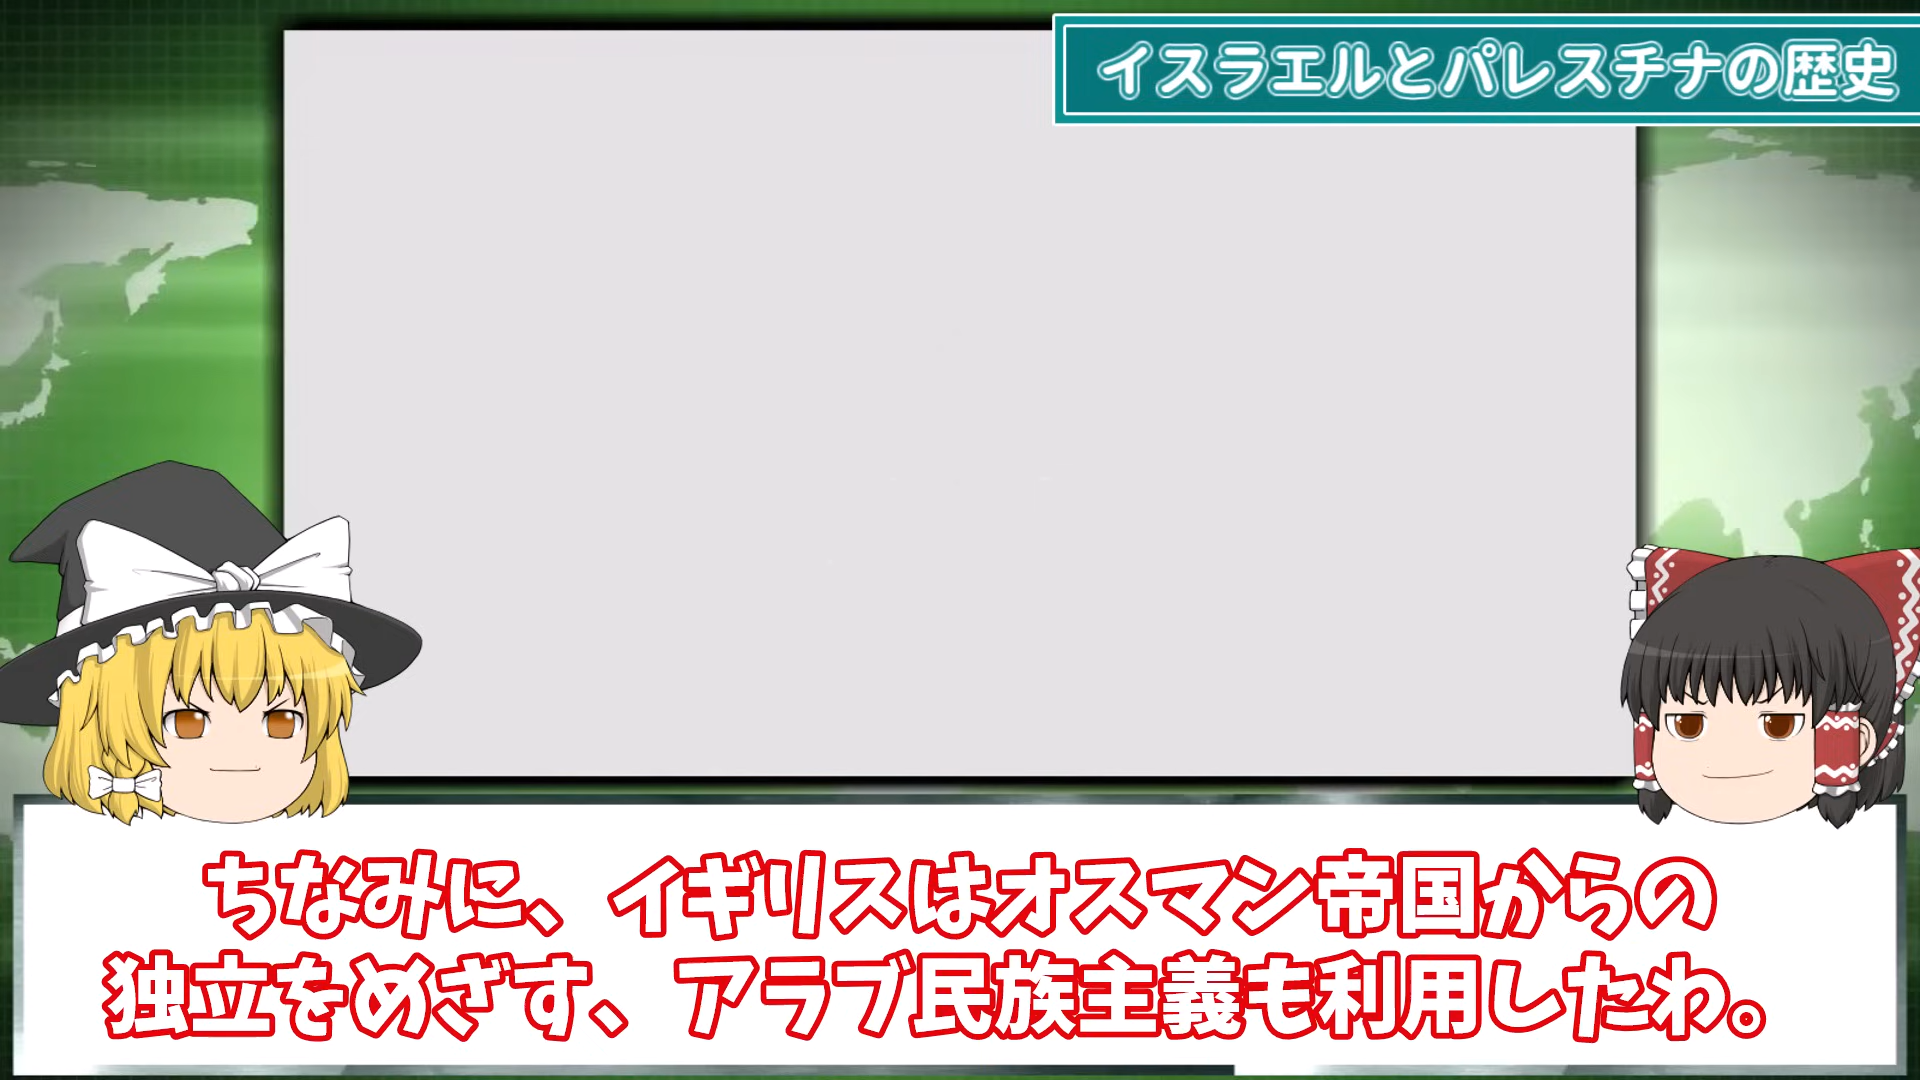 イスラエルとパレスチナの歴史
ちなみに、イギリスはオスマン帝国からの
独立をめざす、アラブ民族主義も利用したわ。